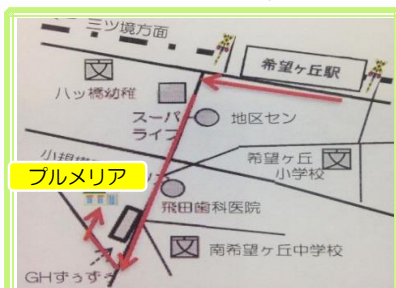 三ツ境方面
希望ヶ丘駅
文
八ッ橋幼稚
スーパー
ライフ
地区セン
希望ヶ丘
小学校
文
プルメリア
飛田歯科医院
文
南希望ヶ丘中学校
GHずぅずぅ